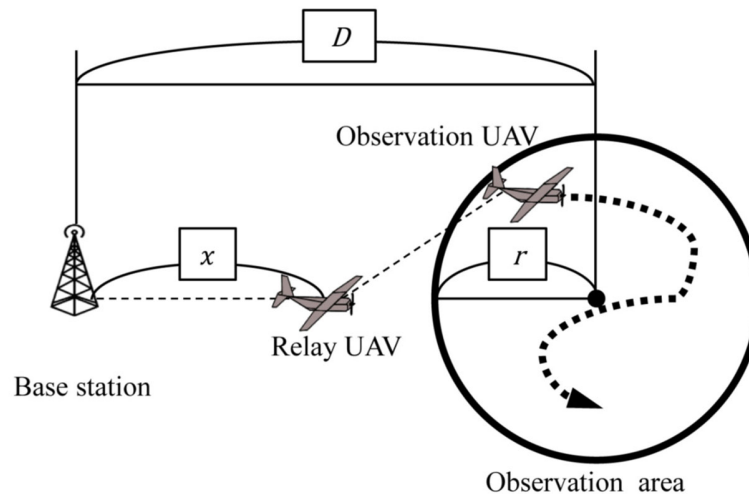 D
Observation UAV
x
r
Relay UAV
Base station
Observation area